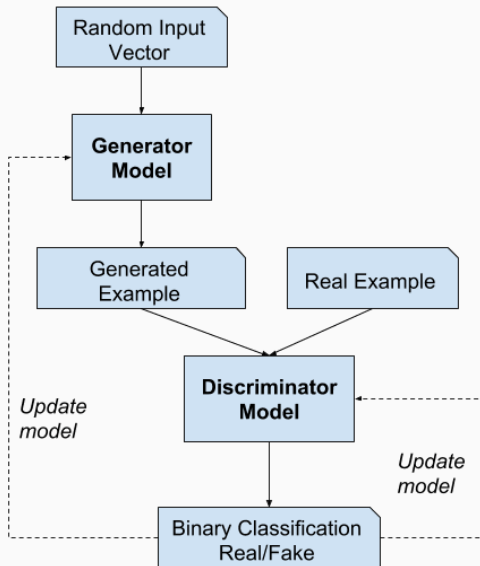 Random Input
Vector
Generator
Model
Generated
Example
Real Example
Discriminator
Model
Update
model
Update
model
Binary Classification
Real/Fake